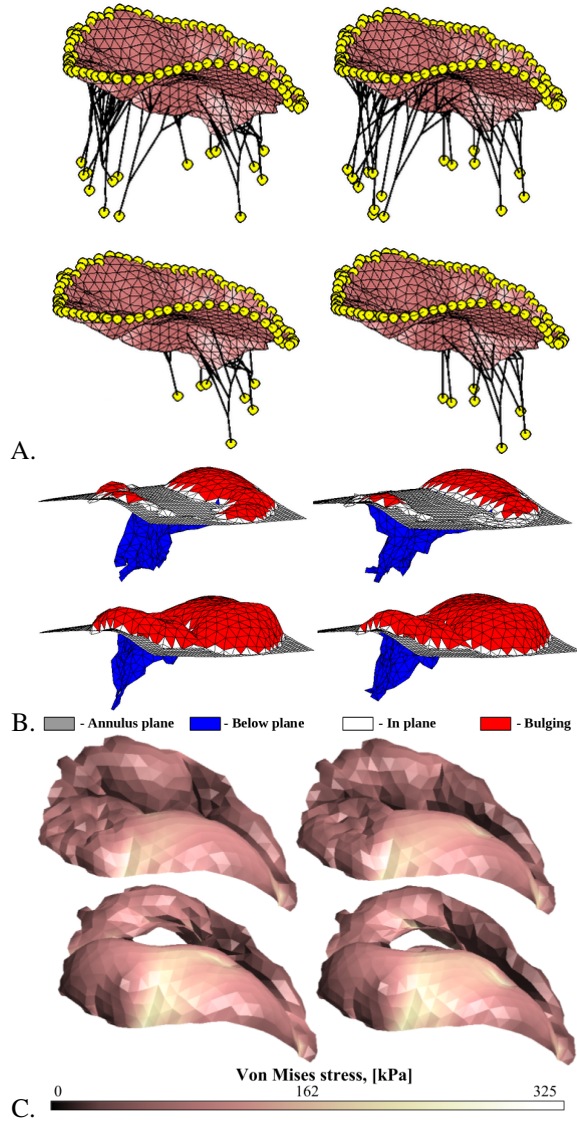 A.
B.
- Annulus plane - Below plane - In plane - Bulging
Von Mises stress, [kPa]
0 162 325
C.